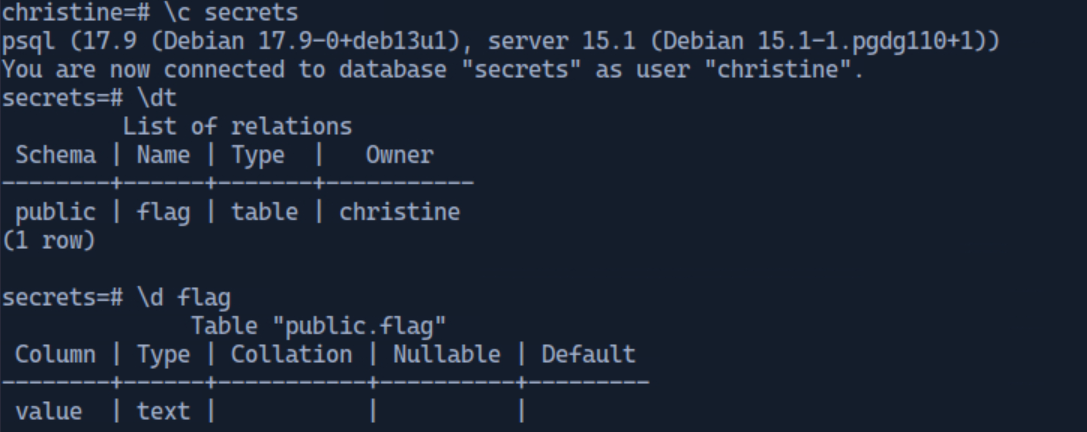 christine=# \c secrets
psql (17.9 (Debian 17.9-0+deb13u1), server 15.1 (Debian 15.1-1.pgdg110+1))
You are now connected to database "secrets" as user "christine".
secrets=# \dt
         List of relations
 Schema | Name | Type  |   Owner
--------+------+-------+-----------
 public | flag | table | christine
(1 row)

secrets=# \d flag
              Table "public.flag"
 Column | Type | Collation | Nullable | Default
--------+------+-----------+----------+---------
 value  | text |           |          |